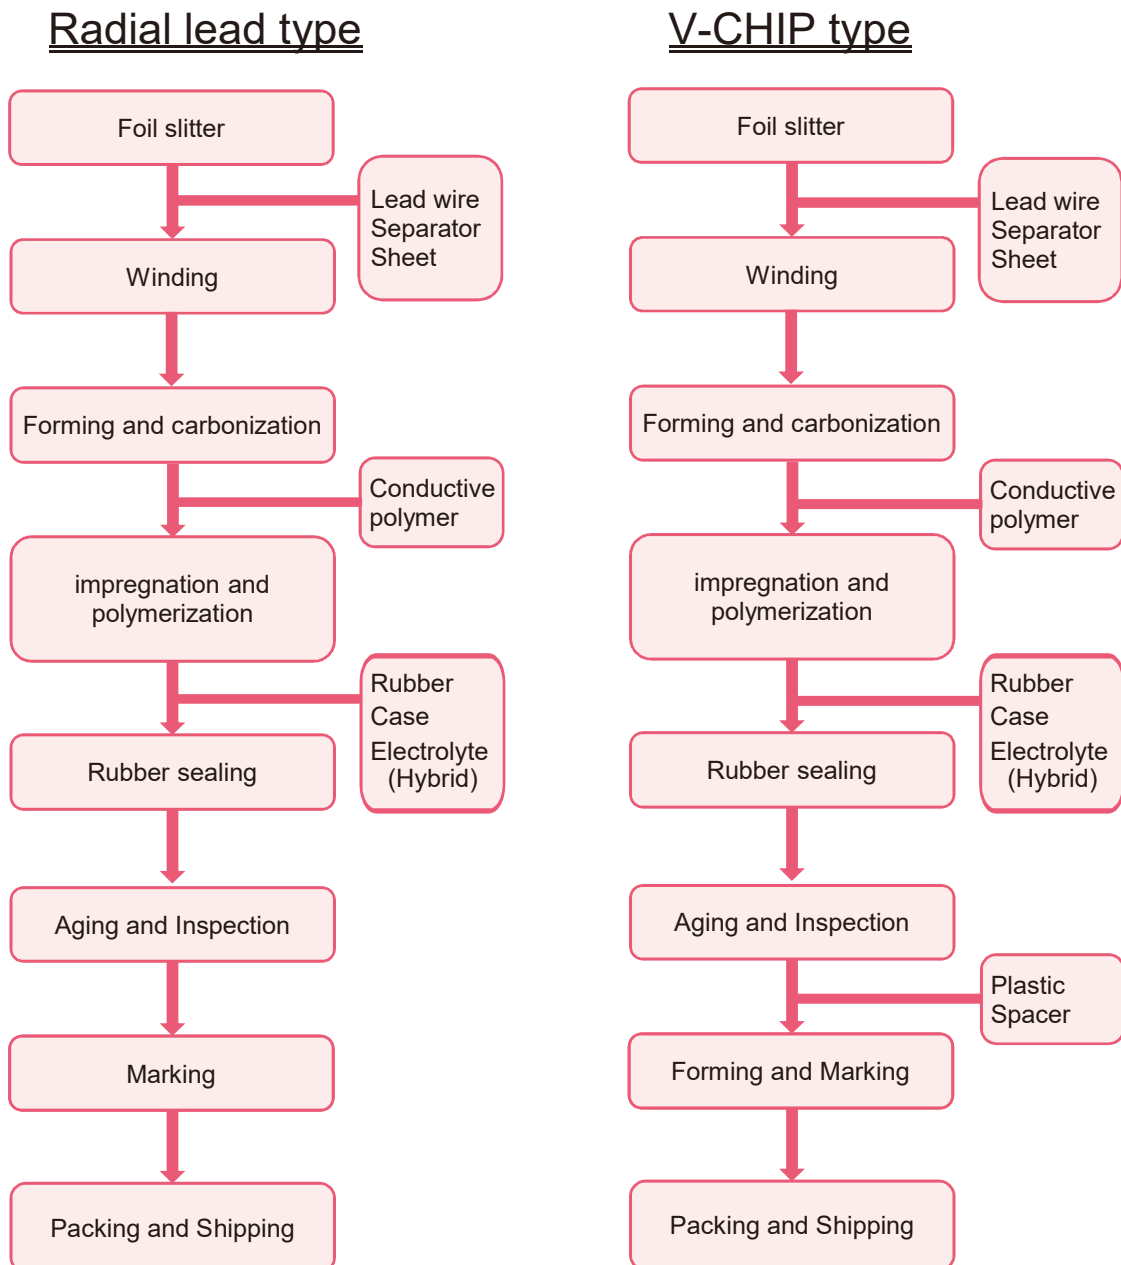 Radial lead type
Foil slitter
Lead wire
Separator
Sheet
Winding
Forming and carbonization
Conductive
polymer
impregnation and
polymerization
Rubber
Case
Electrolyte
(Hybrid)
Rubber sealing
Aging and Inspection
Marking
Packing and Shipping
V-CHIP type
Foil slitter
Lead wire
Separator
Sheet
Winding
Forming and carbonization
Conductive
polymer
impregnation and
polymerization
Rubber
Case
Electrolyte
(Hybrid)
Rubber sealing
Aging and Inspection
Plastic
Spacer
Forming and Marking
Packing and Shipping